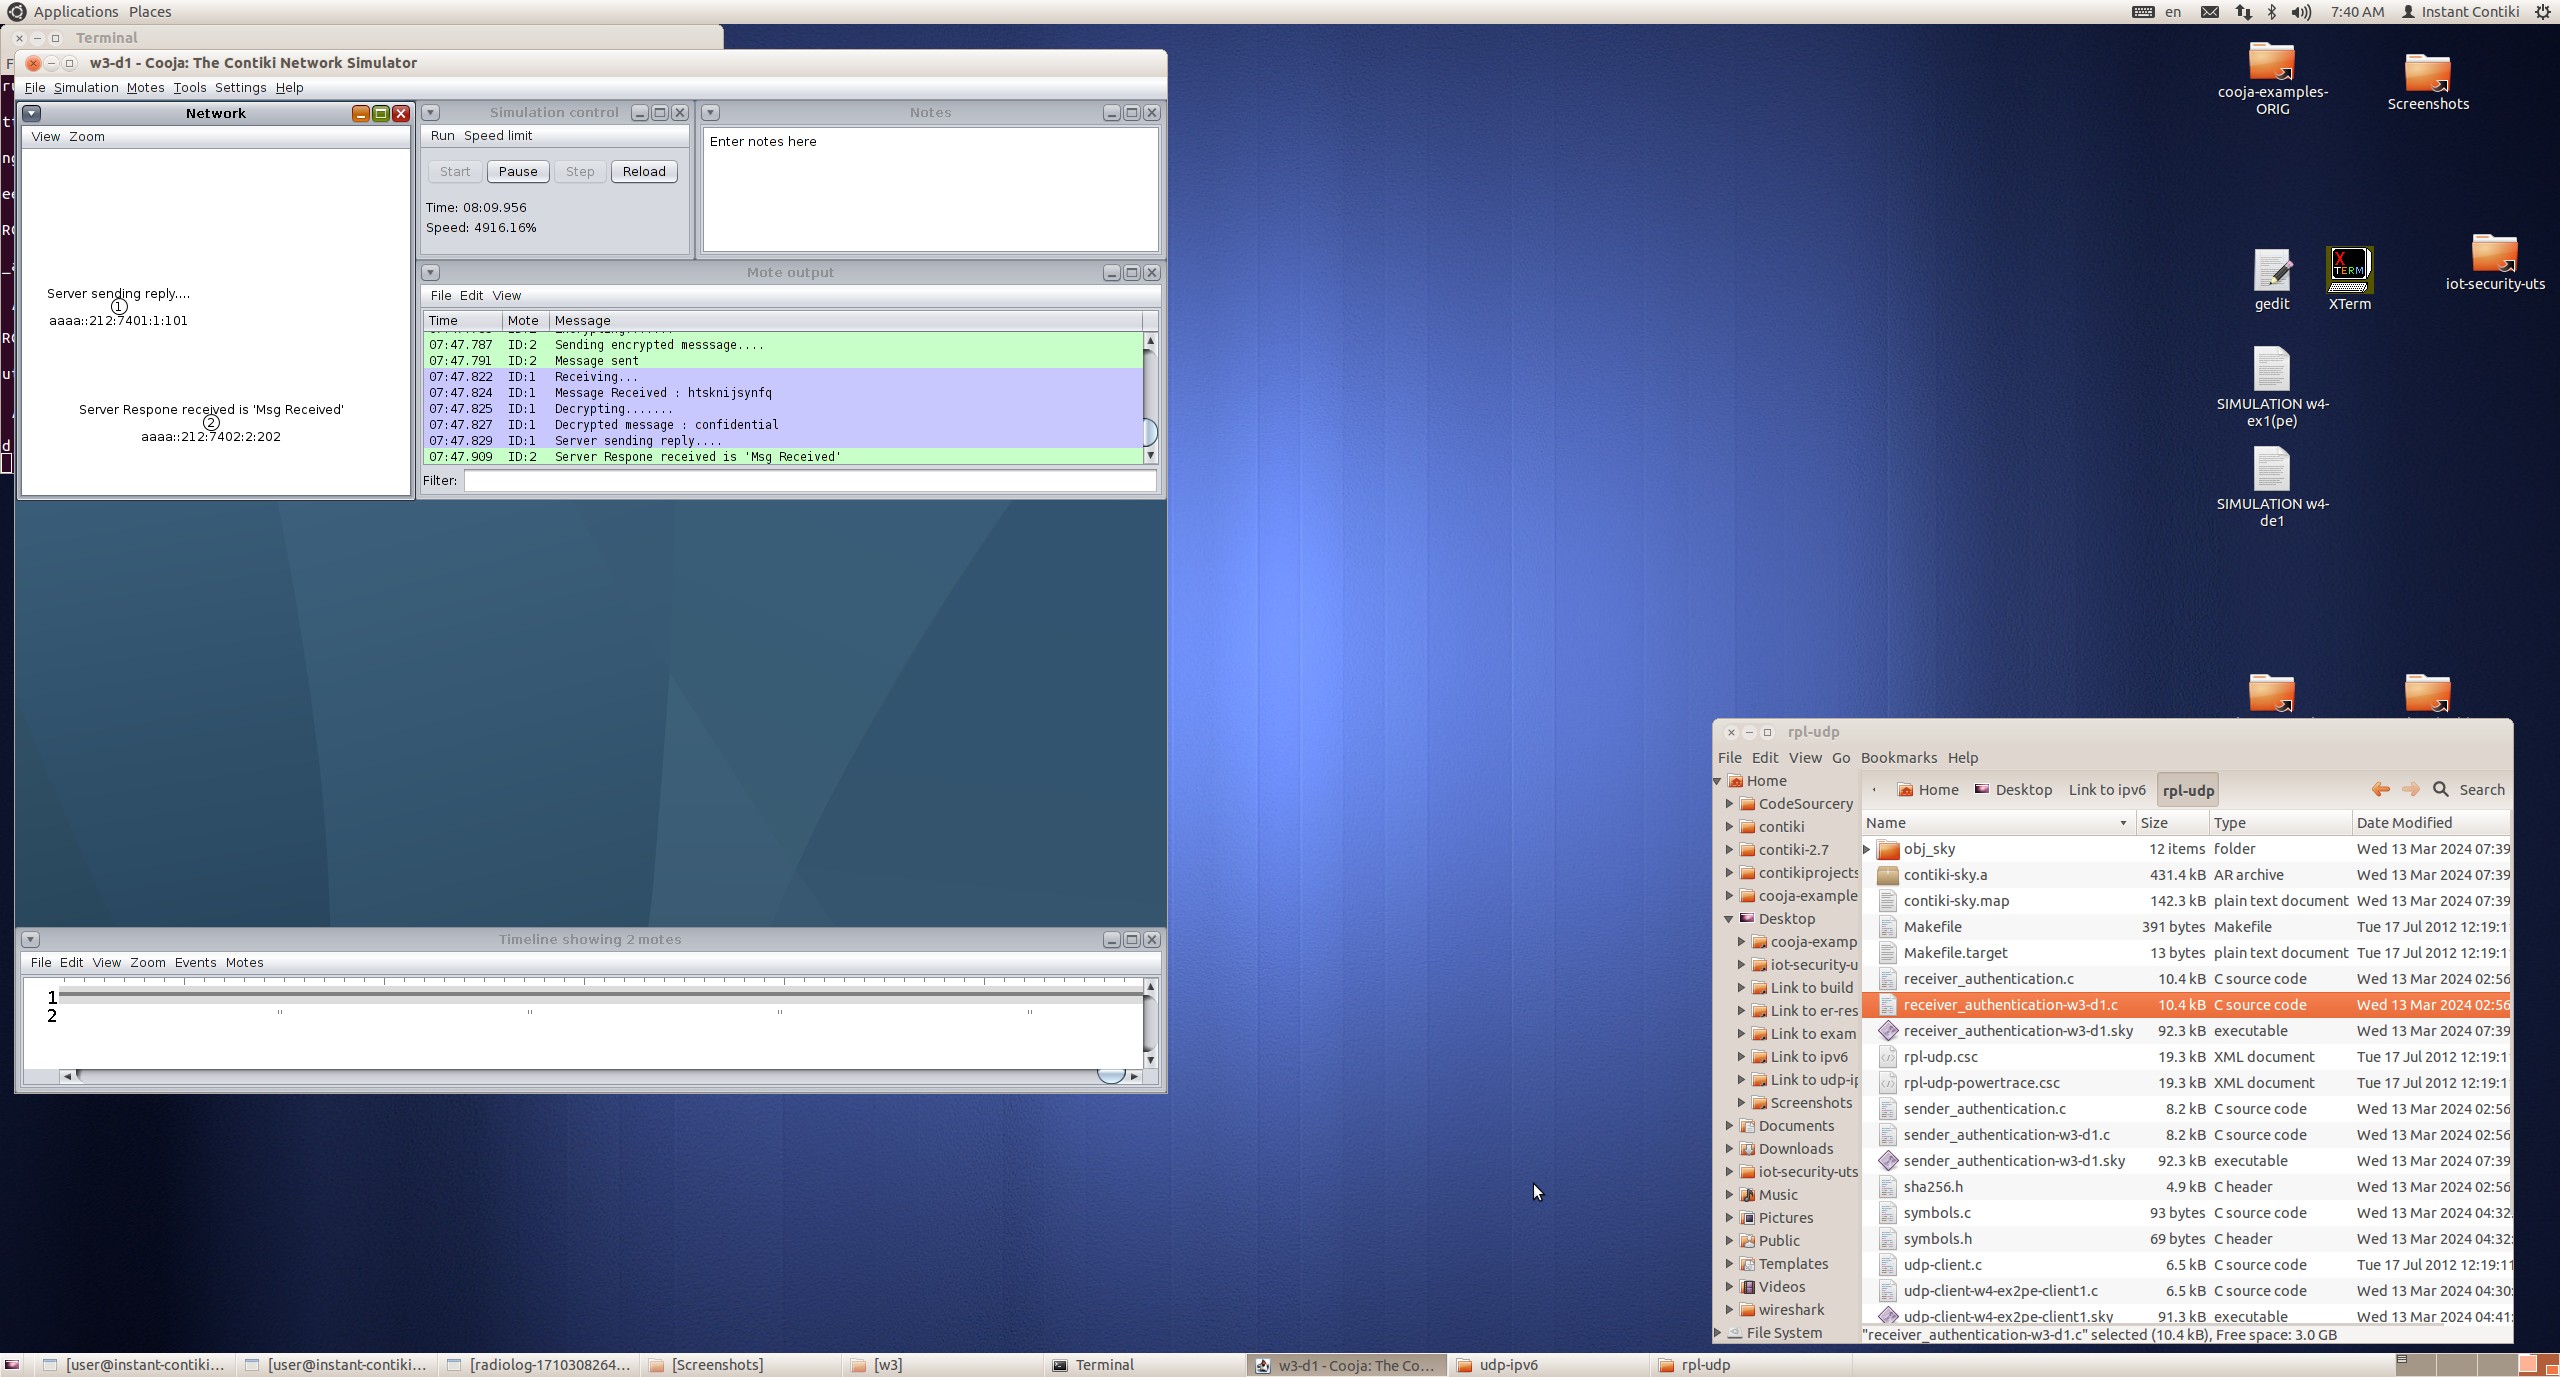 Applications Places
en 7:40 AM Instant Contiki
Terminal
w3-d1 - Cooja: The Contiki Network Simulator
File Simulation Motes Tools Settings Help
Network
View Zoom
Server sending reply....
1
aaaa::212:7401:1:101
Server Respone received is 'Msg Received'
2
aaaa::212:7402:2:202
Simulation control
Run Speed limit
Start Pause Step Reload
Time: 08:09.956
Speed: 4916.16%
Notes
Enter notes here
Mote output
File Edit View
Time Mote Message
07:47.787 ID:2 Sending encrypted messsage....
07:47.791 ID:2 Message sent
07:47.822 ID:1 Receiving...
07:47.824 ID:1 Message Received : htsknijsynfq
07:47.825 ID:1 Decrypting.......
07:47.827 ID:1 Decrypted message : confidential
07:47.829 ID:1 Server sending reply....
07:47.909 ID:2 Server Respone received is 'Msg Received'
Filter:
Timeline showing 2 motes
File Edit View Zoom Events Motes
1
2
cooja-examples-
ORIG
Screenshots
gedit
XTerm
iot-security-uts
SIMULATION w4-
ex1(pe)
SIMULATION w4-
de1
rpl-udp
File Edit View Go Bookmarks Help
Home
CodeSourcery
contiki
contiki-2.7
contikiprojects
cooja-example
Desktop
cooja-examp
iot-security-u
Link to build
Link to er-res
Link to exam
Link to ipv6
Link to udp-ip
Screenshots
Documents
Downloads
iot-security-uts
Music
Pictures
Public
Templates
Videos
wireshark
File System
Home Desktop Link to ipv6 rpl-udp Search
Name Size Type Date Modified
obj_sky 12 items folder Wed 13 Mar 2024 07:39
contiki-sky.a 431.4 kB AR archive Wed 13 Mar 2024 07:39
contiki-sky.map 142.3 kB plain text document Wed 13 Mar 2024 07:39
Makefile 391 bytes Makefile Tue 17 Jul 2012 12:19:1
Makefile.target 13 bytes plain text document Tue 17 Jul 2012 12:19:1
receiver_authentication.c 10.4 kB C source code Wed 13 Mar 2024 02:56
receiver_authentication-w3-d1.c 10.4 kB C source code Wed 13 Mar 2024 02:56
receiver_authentication-w3-d1.sky 92.3 kB executable Wed 13 Mar 2024 07:39
rpl-udp.csc 19.3 kB XML document Tue 17 Jul 2012 12:19:1
rpl-udp-powertrace.csc 19.3 kB XML document Tue 17 Jul 2012 12:19:1
sender_authentication.c 8.2 kB C source code Wed 13 Mar 2024 02:56
sender_authentication-w3-d1.c 8.2 kB C source code Wed 13 Mar 2024 02:56
sender_authentication-w3-d1.sky 92.3 kB executable Wed 13 Mar 2024 07:39
sha256.h 4.9 kB C header Wed 13 Mar 2024 02:56
symbols.c 93 bytes C source code Wed 13 Mar 2024 04:32:
symbols.h 69 bytes C header Wed 13 Mar 2024 04:32:
udp-client.c 6.5 kB C source code Tue 17 Jul 2012 12:19:11
udp-client-w4-ex2pe-client1.c 6.5 kB C source code Wed 13 Mar 2024 04:30:
udp-client-w4-ex2pe-client1.sky 91.3 kB executable Wed 13 Mar 2024 04:41:
"receiver_authentication-w3-d1.c" selected (10.4 kB), Free space: 3.0 GB
[user@instant-contiki... [user@instant-contiki... [radiolog-1710308264... [Screenshots] [w3] Terminal w3-d1 - Cooja: The Co... udp-ipv6 rpl-udp